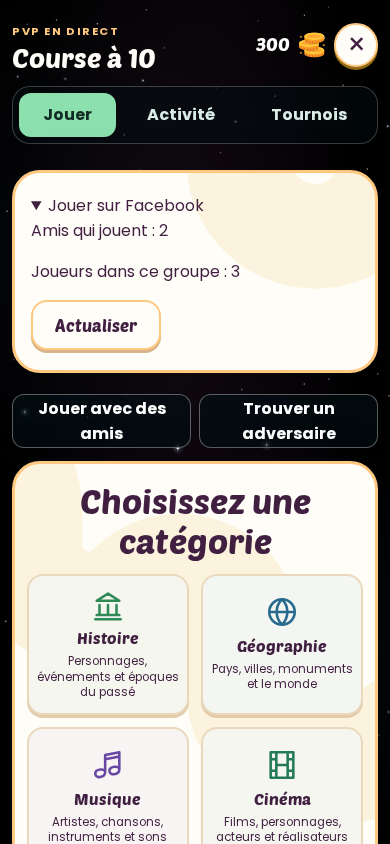 PVP EN DIRECT
Course à 10
300
×
Jouer
Activité
Tournois
▼ Jouer sur Facebook
Amis qui jouent : 2
Joueurs dans ce groupe : 3
Actualiser
Jouer avec des
amis
Trouver un
adversaire
Choisissez une
catégorie
Histoire
Personnages,
événements et époques
du passé
Géographie
Pays, villes, monuments
et le monde
Musique
Artistes, chansons,
instruments et sons
Cinéma
Films, personnages,
acteurs et réalisateurs